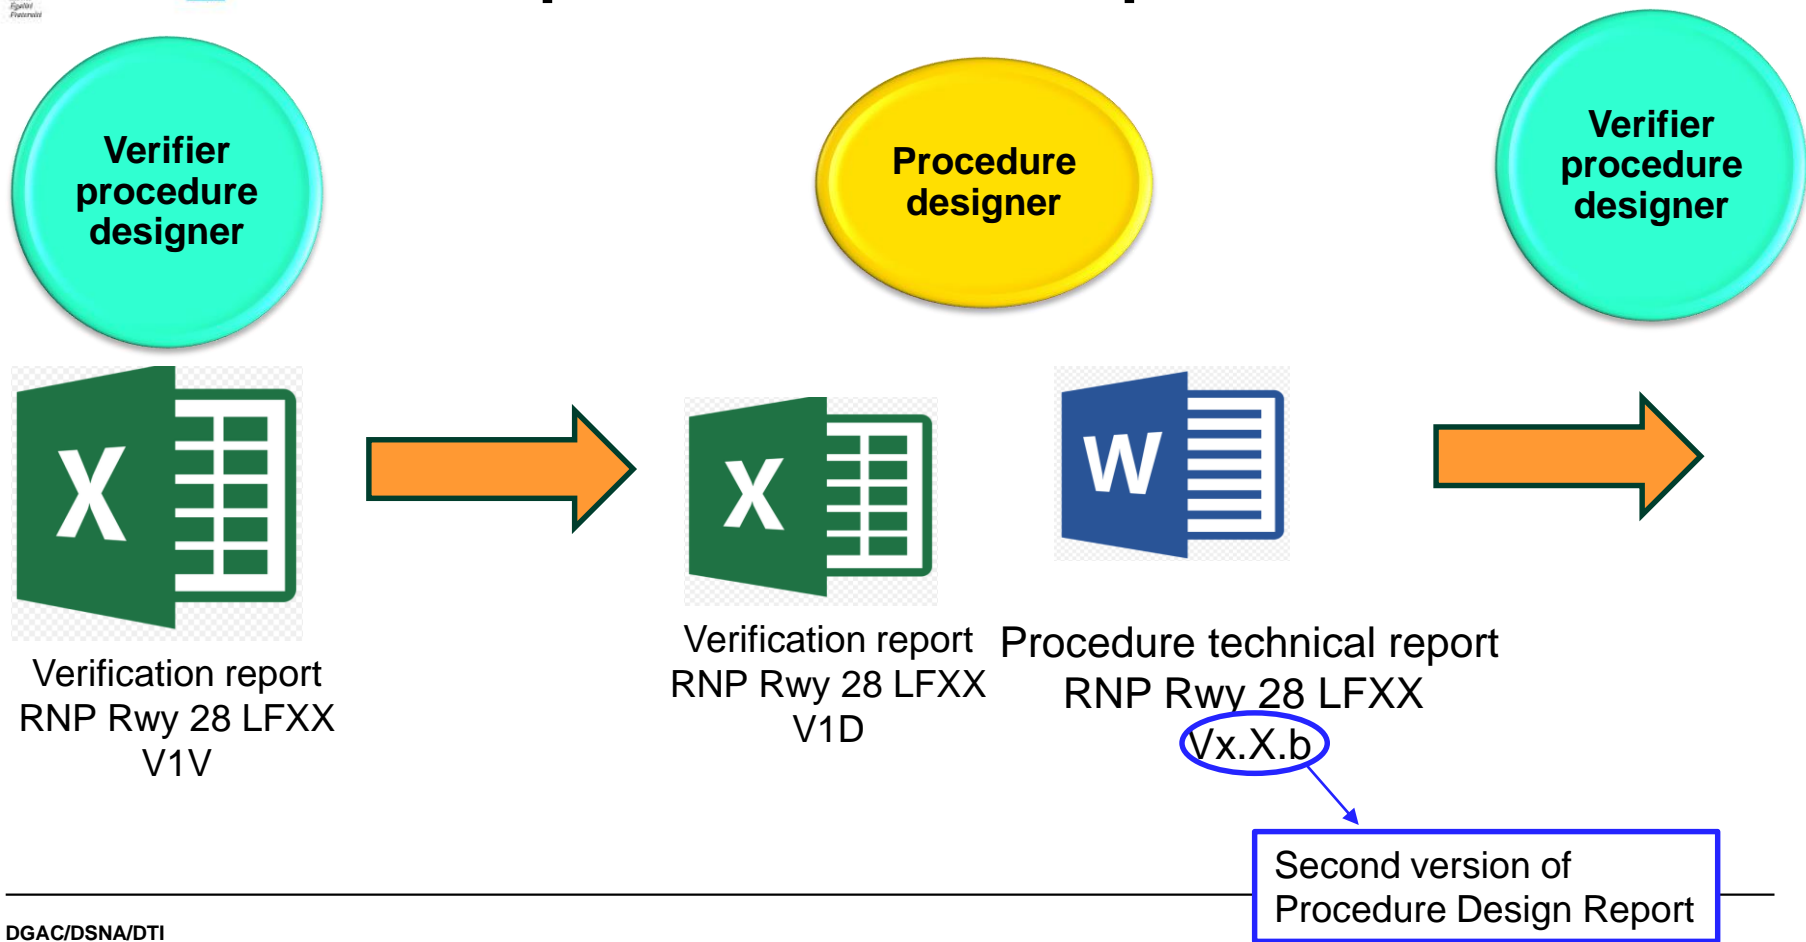 Égalité
Fraternité
Verifier
procedure
designer
Procedure
designer
Verifier
procedure
designer
X
X
W
Verification report
RNP Rwy 28 LFXX
V1V
Verification report
RNP Rwy 28 LFXX
V1D
Procedure technical report
RNP Rwy 28 LFXX
Vx.X.b
Second version of
Procedure Design Report
DGAC/DSNA/DTI